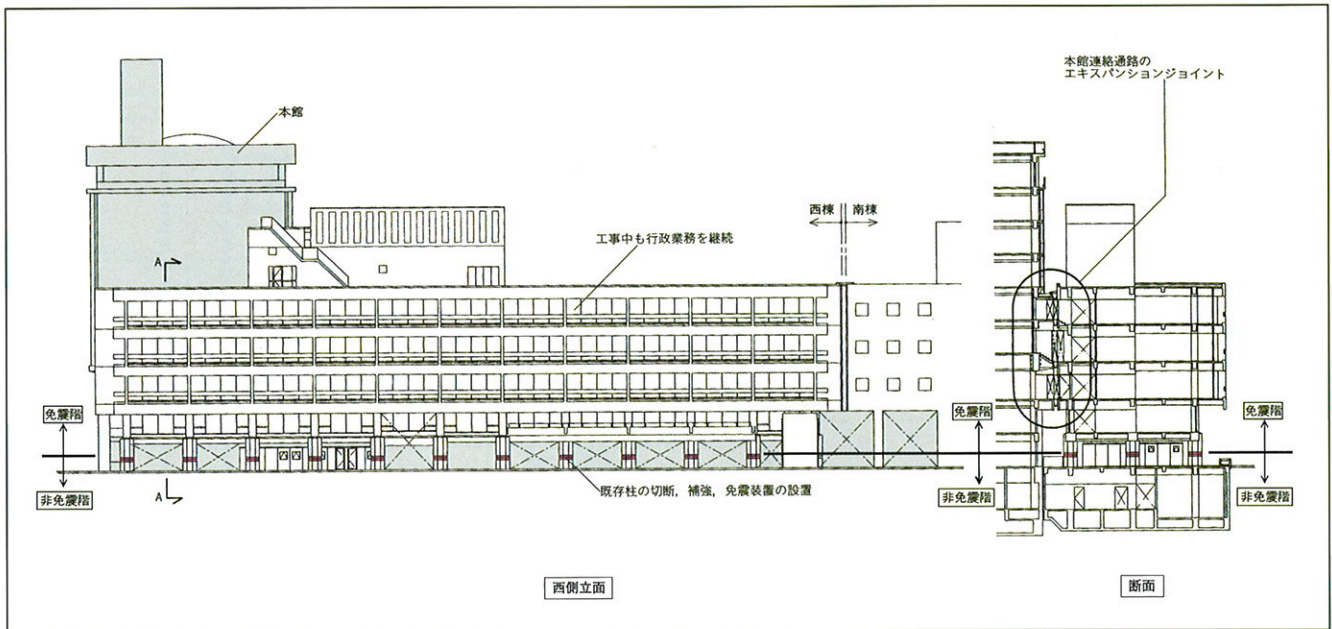 本館連絡通路の
エキスパンションジョイント
本館
西棟
南棟
工事中も行政業務を継続
A
免震階
非免震階
A
既存柱の切断，補強，免震装置の設置
免震階
非免震階
免震階
非免震階
西側立面
断面